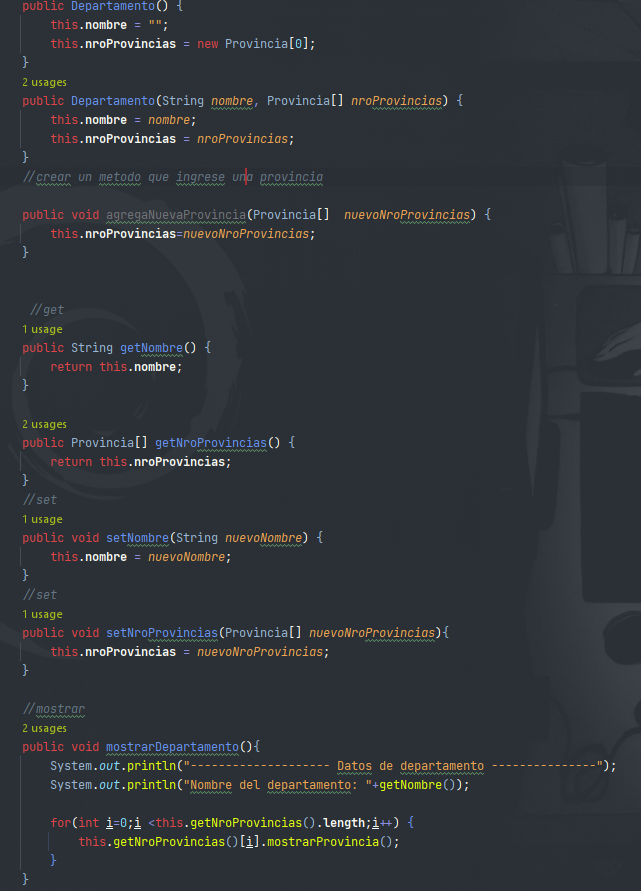 public Departamento() {
this.nombre = "";
this.nroProvincias = new Provincia[0];
}
2 usages
public Departamento(String nombre, Provincia[] nroProvincias) {
this.nombre = nombre;
this.nroProvincias = nroProvincias;
}
//crear un metodo que ingrese una provincia
public void agregaNuevaProvincia(Provincia[]  nuevoNroProvincias) {
this.nroProvincias=nuevoNroProvincias;
}
//get
1 usage
public String getNombre() {
return this.nombre;
}
2 usages
public Provincia[] getNroProvincias() {
return this.nroProvincias;
}
//set
1 usage
public void setNombre(String nuevoNombre) {
this.nombre = nuevoNombre;
}
//set
1 usage
public void setNroProvincias(Provincia[] nuevoNroProvincias){
this.nroProvincias = nuevoNroProvincias;
}
//mostrar
2 usages
public void mostrarDepartamento(){
System.out.println("-------------------- Datos de departamento ---------------");
System.out.println("Nombre del departamento: "+getNombre());
for(int i=0;i <this.getNroProvincias().length;i++) {
this.getNroProvincias()[i].mostrarProvincia();
}
}